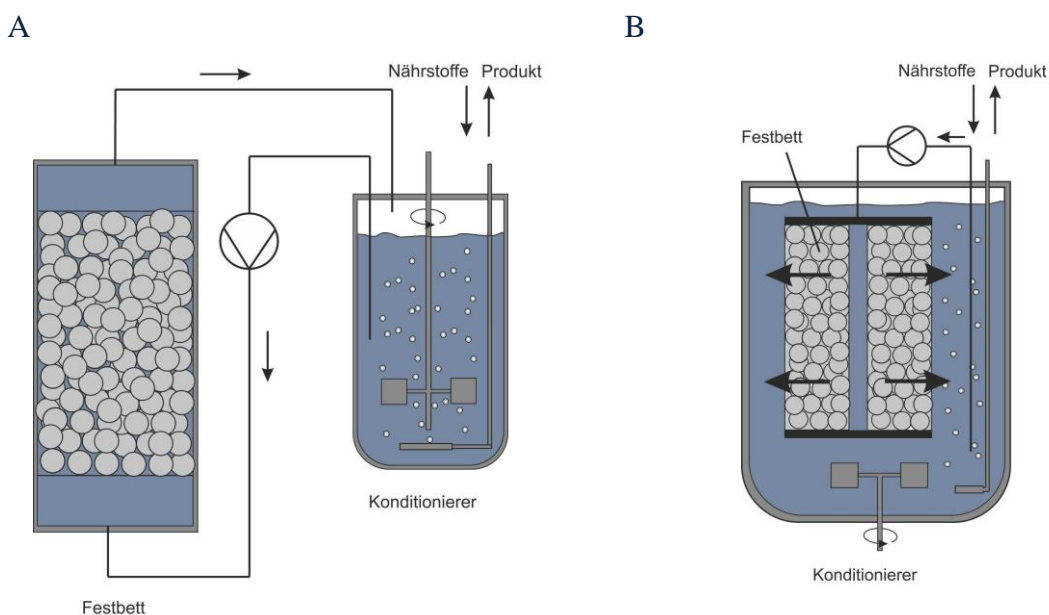 A
Nährstoffe Produkt
Konditionierer
Festbett
B
Nährstoffe Produkt
Festbett
Konditionierer